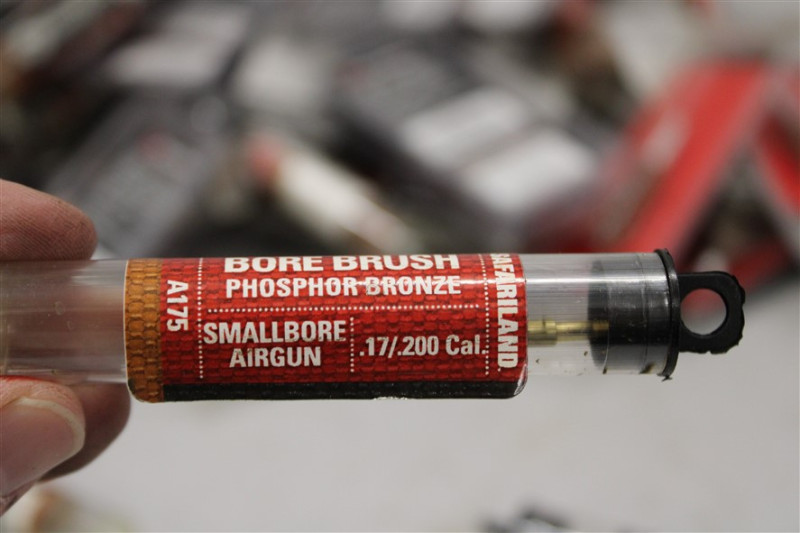 BORE BRUSH
PHOSPHOR BRONZE
SMALLBORE
AIRGUN
.17/.200 Cal.
A175
SAFARILAND